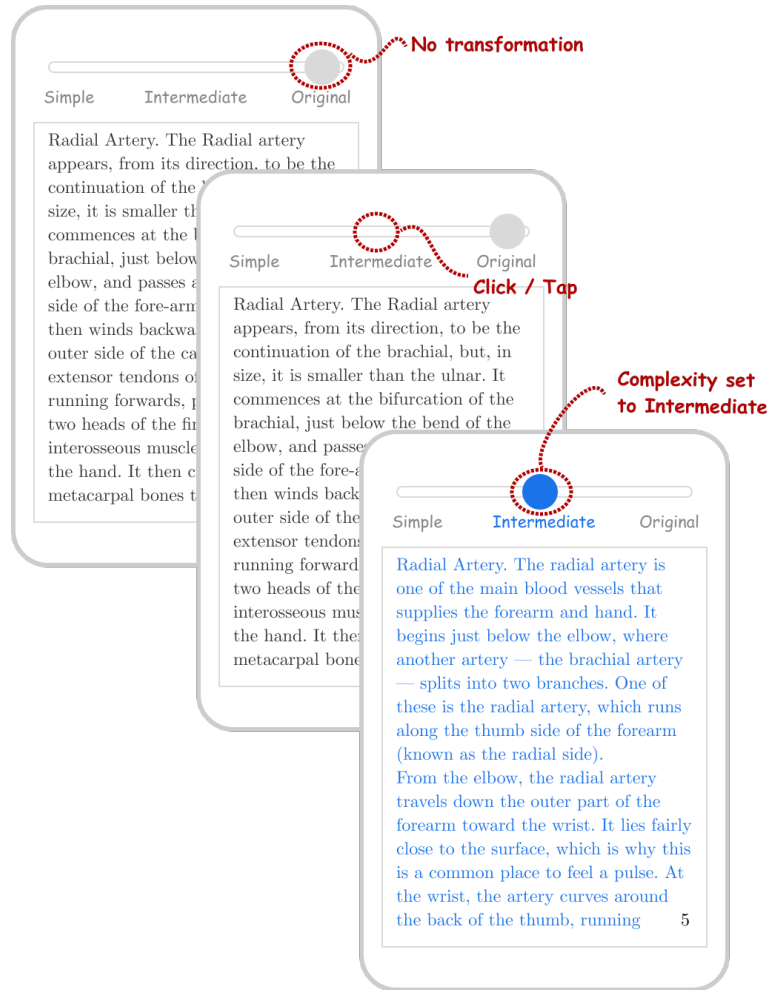 No transformation
Simple Intermediate Original
Radial Artery. The Radial artery
appears, from its direction, to be the
continuation of the
size, it is smaller
commences at the
brachial, just below
elbow, and passes
side of the fore-arm
then winds
outer side of the
extensor tendons of
running forwards,
two heads of the
interosseous muscle
the hand. It then
metacarpal bones
Simple Intermediate Original
Click / Tap
Radial Artery. The Radial artery
appears, from its direction, to be the
continuation of the brachial, but, in
size, it is smaller than the ulnar. It
commences at the bifurcation of the
brachial, just below the bend of the
elbow, and passes
side of the
then winds
outer side of the
extensor tendons
running forward
two heads of the
interosseous
the hand. It
metacarpal bone
Complexity set
to Intermediate
Simple Intermediate Original
Radial Artery. The radial artery is
one of the main blood vessels that
supplies the forearm and hand. It
begins just below the elbow, where
another artery — the brachial artery
— splits into two branches. One of
these is the radial artery, which runs
along the thumb side of the forearm
(known as the radial side).
From the elbow, the radial artery
travels down the outer part of the
forearm toward the wrist. It lies fairly
close to the surface, which is why this
is a common place to feel a pulse. At
the wrist, the artery curves around
the back of the thumb, running 5